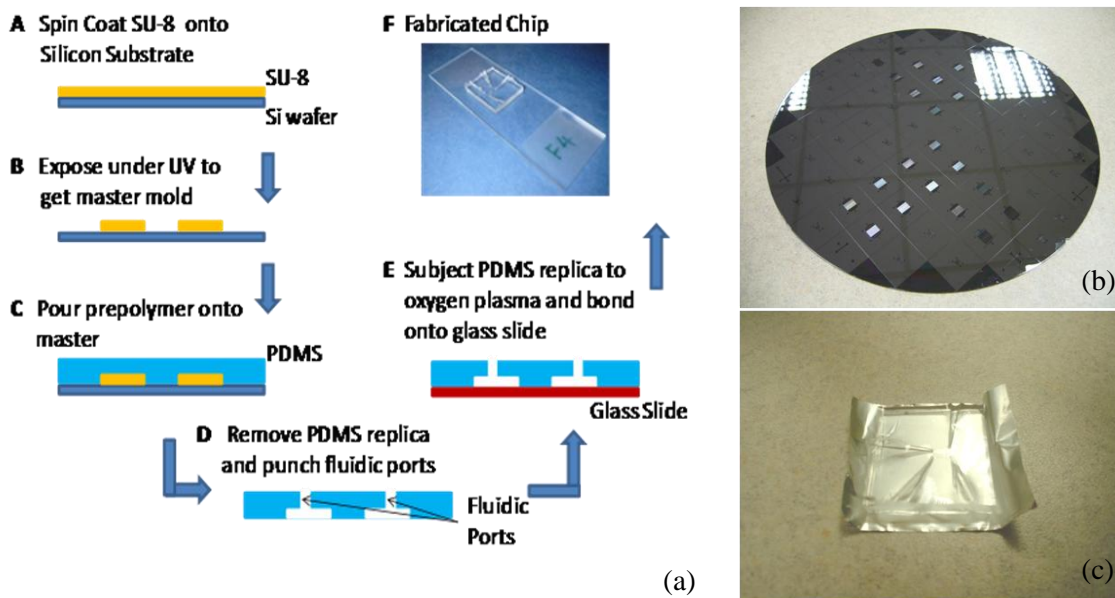 A Spin Coat SU-8 onto
Silicon Substrate
SU-8
Si wafer
B Expose under UV to
get master mold
C Pour prepolymer onto
master
PDMS
D Remove PDMS replica
and punch fluidic ports
Fluidic
Ports
E Subject PDMS replica to
oxygen plasma and bond
onto glass slide
Glass Slide
F Fabricated Chip
F4
(a)
(b)
(c)